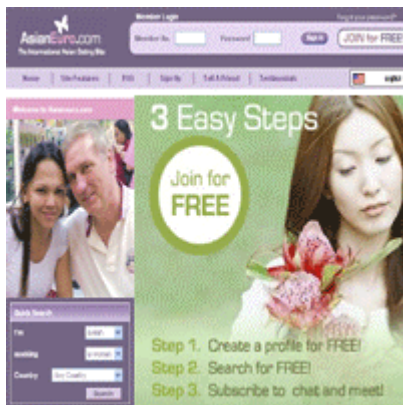 Member Login
Forgot your password?
AsianEuro.com
The International Asian Dating Site
Member No.
Password
Sign in
JOIN for FREE
Home
Site Features
FAQ
Sign Up
Tell A Friend
Testimonials
Welcome to Asianeuro.com
3 Easy Steps
Join for
FREE
Quick Search
I'm
seeking
Country
Any Country
Search
Step 1. Create a profile for FREE!
Step 2. Search for FREE!
Step 3. Subscribe to chat and meet!